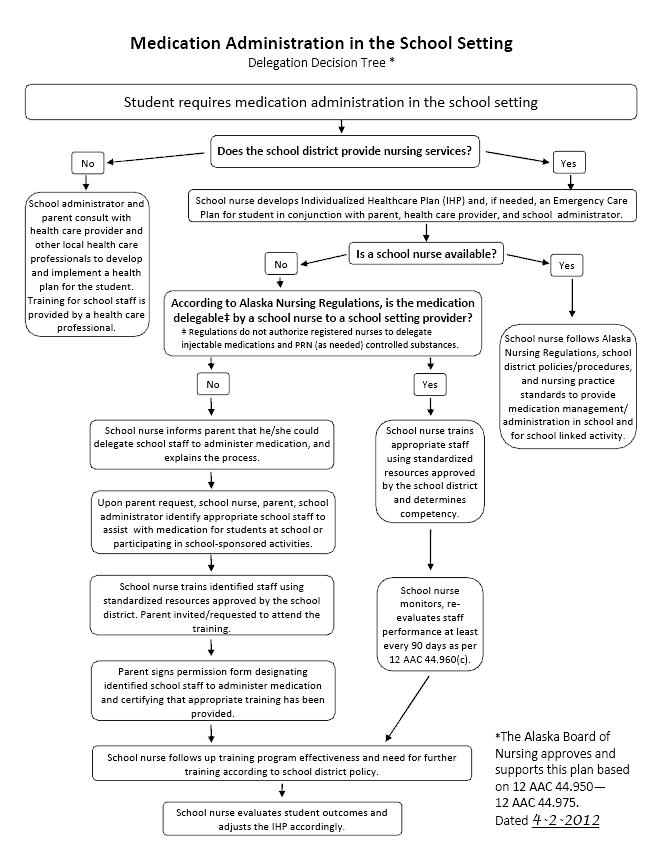 Medication Administration in the School Setting
Delegation Decision Tree *
Student requires medication administration in the school setting
Does the school district provide nursing services?
No
Yes
School administrator and
parent consult with
health care provider and
other local health care
professionals to develop
and implement a health
plan for the student.
Training for school staff is
provided by a health care
professional.
School nurse develops Individualized Healthcare Plan (IHP) and, if needed, an Emergency Care
Plan for student in conjunction with parent, health care provider, and school administrator.
Is a school nurse available?
No
Yes
According to Alaska Nursing Regulations, is the medication
delegable‡ by a school nurse to a school setting provider?
‡ Regulations do not authorize registered nurses to delegate
injectable medications and PRN (as needed) controlled substances.
School nurse follows Alaska
Nursing Regulations, school
district policies/procedures,
and nursing practice
standards to provide
medication management/
administration in school and
for school linked activity.
No
Yes
School nurse informs parent that he/she could
delegate school staff to administer medication, and
explains the process.
Upon parent request, school nurse, parent, school
administrator identify appropriate school staff to
assist with medication for students at school or
participating in school-sponsored activities.
School nurse trains identified staff using
standardized resources approved by the school
district. Parent invited/requested to attend the
training.
Parent signs permission form designating
identified school staff to administer medication
and certifying that appropriate training has been
provided.
School nurse trains
appropriate staff
using standardized
resources approved
by the school district
and determines
competency.
School nurse
monitors, re-
evaluates staff
performance at least
every 90 days as per
12 AAC 44.960(c).
School nurse follows up training program effectiveness and need for further
training according to school district policy.
School nurse evaluates student outcomes and
adjusts the IHP accordingly.
*The Alaska Board of
Nursing approves and
supports this plan based
on 12 AAC 44.950—
12 AAC 44.975.
Dated 4-2-2012